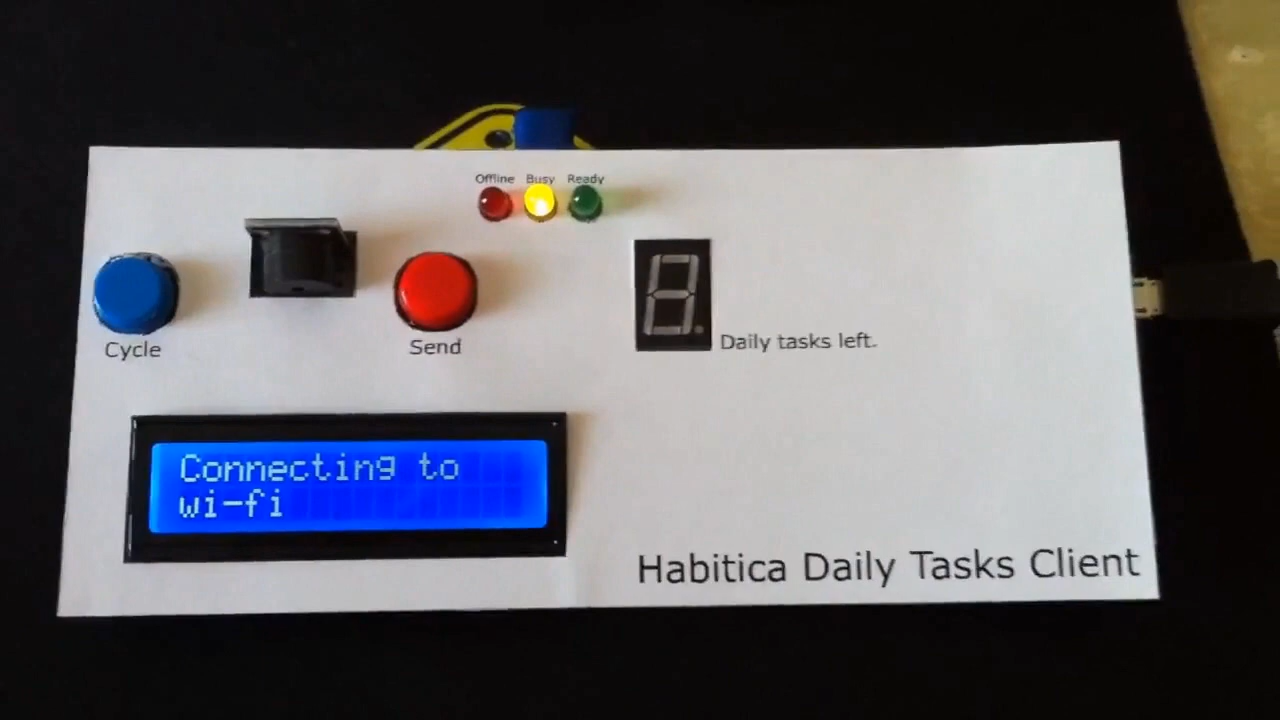 Offline Busy Ready
Cycle
Send
Daily tasks left.
Connecting to
wi-fi
Habitica Daily Tasks Client